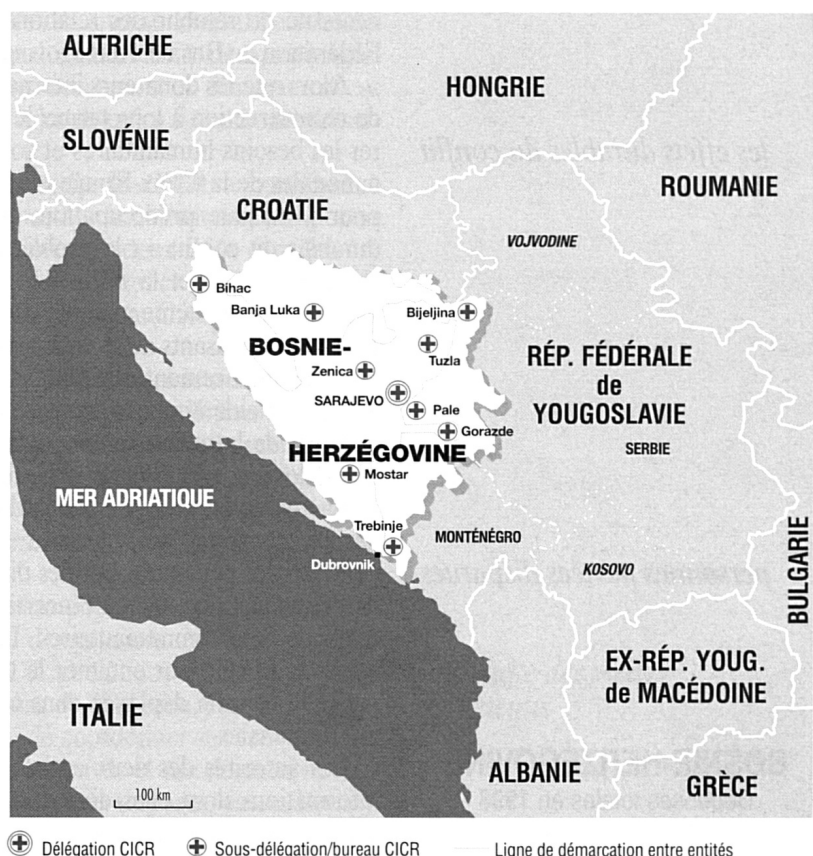 AUTRICHE
HONGRIE
SLOVÉNIE
ROUMANIE
CROATIE
VOJVODINE
Bihac
Banja Luka
Bijeljina
BOSNIE-
Tuzla
RÉP. FÉDÉRALE
de
YOUGOSLAVIE
Zenica
SARAJEVO
Pale
Gorazde
SERBIE
HERZÉGOVINE
Mostar
MER ADRIATIQUE
Trebinje
MONTÉNÉGRO
Dubrovnik
KOSOVO
BULGARIE
EX-RÉP. YOUG.
de MACÉDOINE
ITALIE
ALBANIE
GRÈCE
100 km
Délégation CICR Sous-délégation/bureau CICR Ligne de démarcation entre entités